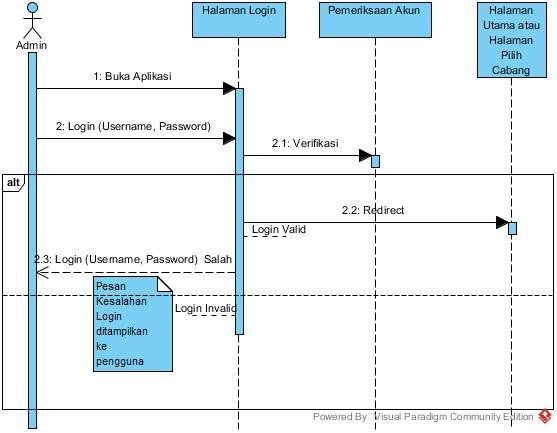 Halaman Login
Pemeriksaan Akun
Halaman
Utama atau
Halaman
Pilih
Cabang
Admin
1: Buka Aplikasi
2: Login (Username, Password)
2.1: Verifikasi
alt
2.2: Redirect
Login Valid
2.3: Login (Username, Password) Salah
Pesan
Kesalahan
Login
ditampilkan
ke
pengguna
Login Invalid
Powered By Visual Paradigm Community Edition